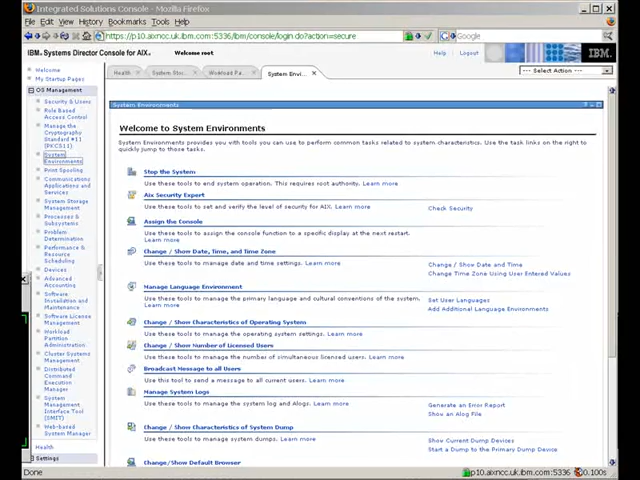 Integrated Solutions Console - Mozilla Firefox
File Edit View History Bookmarks Tools Help
https://p10.aixncc.uk.ibm.com:5336/ibm/console/login.do?action=secure
Google
IBM Systems Director Console for AIX
Welcome root
Help | Logout
IBM.
Welcome
My Startup Pages
OS Management
Security & Users
Role Based
Access Control
Manage the
Cryptography
Standard #11
(PKCS11)
System
Environments
Print Spooling
Communications
Applications and
Services
System Storage
Management
Processes &
Subsystems
Problem
Determination
Performance &
Resource
Scheduling
Devices
Advanced
Accounting
Software
Installation and
Maintenance
Software License
Management
Workload
Partition
Administration
Cluster Systems
Management
Distributed
Command
Execution
Manager
System
Management
Interface Tool
(SMIT)
Web-based
System Manager
Health
Settings
Health
System Sto...
Workload Pa...
System Envi...
--- Select Action ---
System Environments
Welcome to System Environments
System Environments provides you with tools you can use to perform common tasks related to system characteristics. Use the task links on the right to
quickly jump to those tasks.
Stop the System
Use these tools to end system operation. This requires root authority. Learn more
Aix Security Expert
Use these tools to set and verify the level of security for AIX. Learn more
Check Security
Assign the Console
Use these tools to assign the console function to a specific display at the next restart.
Learn more
Change / Show Date, Time, and Time Zone
Use these tools to manage date and time settings. Learn more
Change / Show Date and Time
Change Time Zone Using User Entered Values
Manage Language Environment
Use these tools to manage the primary language and cultural conventions of the system.
Learn more
Set User Languages
Add Additional Language Environments
Change / Show Characteristics of Operating System
Use these tools to manage the operating system settings. Learn more
Change / Show Number of Licensed Users
Use these tools to manage the number of simultaneous licensed users. Learn more
Broadcast Message to all Users
Use this tool to send a message to all current users. Learn more
Manage System Logs
Use these tools to manage the system log and Alogs. Learn more
Generate an Error Report
Show an Alog File
Change / Show Characteristics of System Dump
Use these tools to manage system dumps. Learn more
Show Current Dump Devices
Start a Dump to the Primary Dump Device
Change/Show Default Browser
Done
p10.aixncc.uk.ibm.com:5336
0.100s